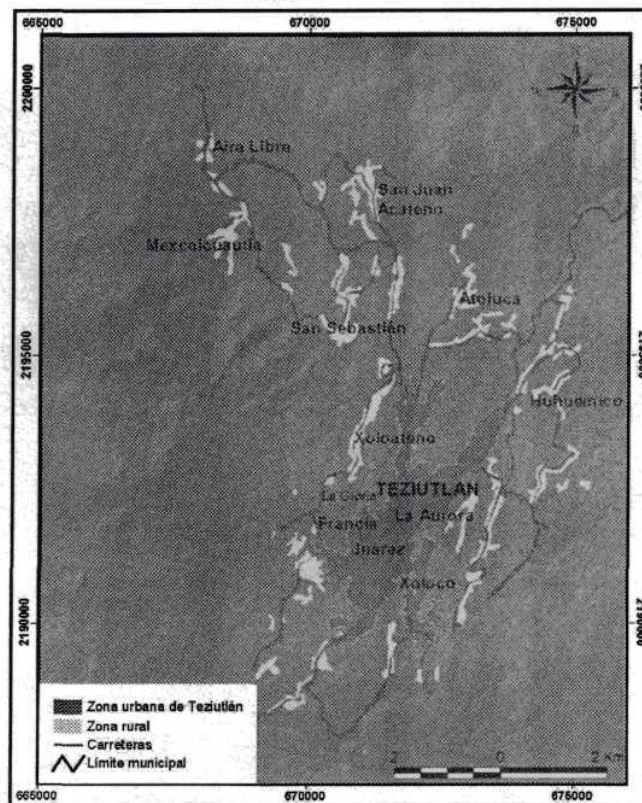 665000 670000 675000
2200000
Aira Libre
San Juan
Acateno
Mexcalcuautla
Atoluca
San Sebastián
2195000
Xoloateno
TEZIUTLAN
La Gloria
La Aurora
Francia
Juarez
Xoloco
2190000 2190000
Zona urbana de Teziutlán
Zona rural
Carreteras
Límite municipal
2 0 2 Km
665000 670000